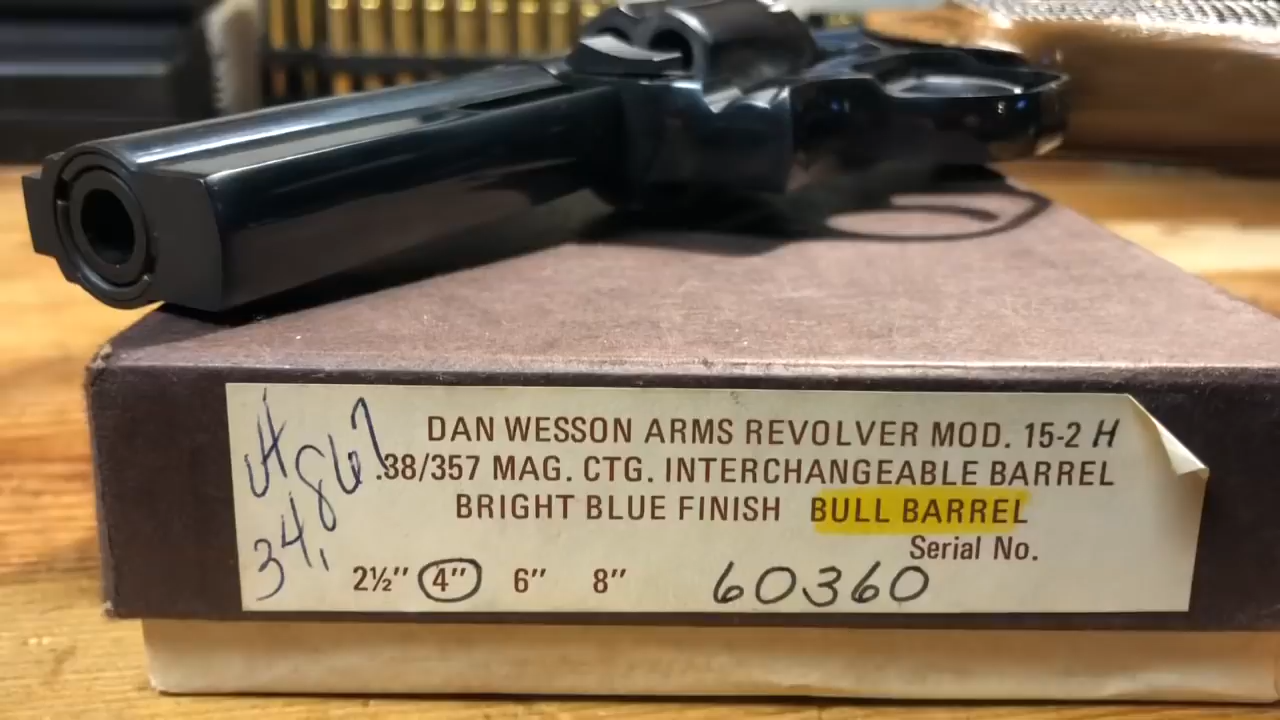 DAN WESSON ARMS REVOLVER MOD. 15-2 H
.38/357 MAG. CTG. INTERCHANGEABLE BARREL
BRIGHT BLUE FINISH BULL BARREL
Serial No.
2½" 4" 6" 8" 60360
34,867